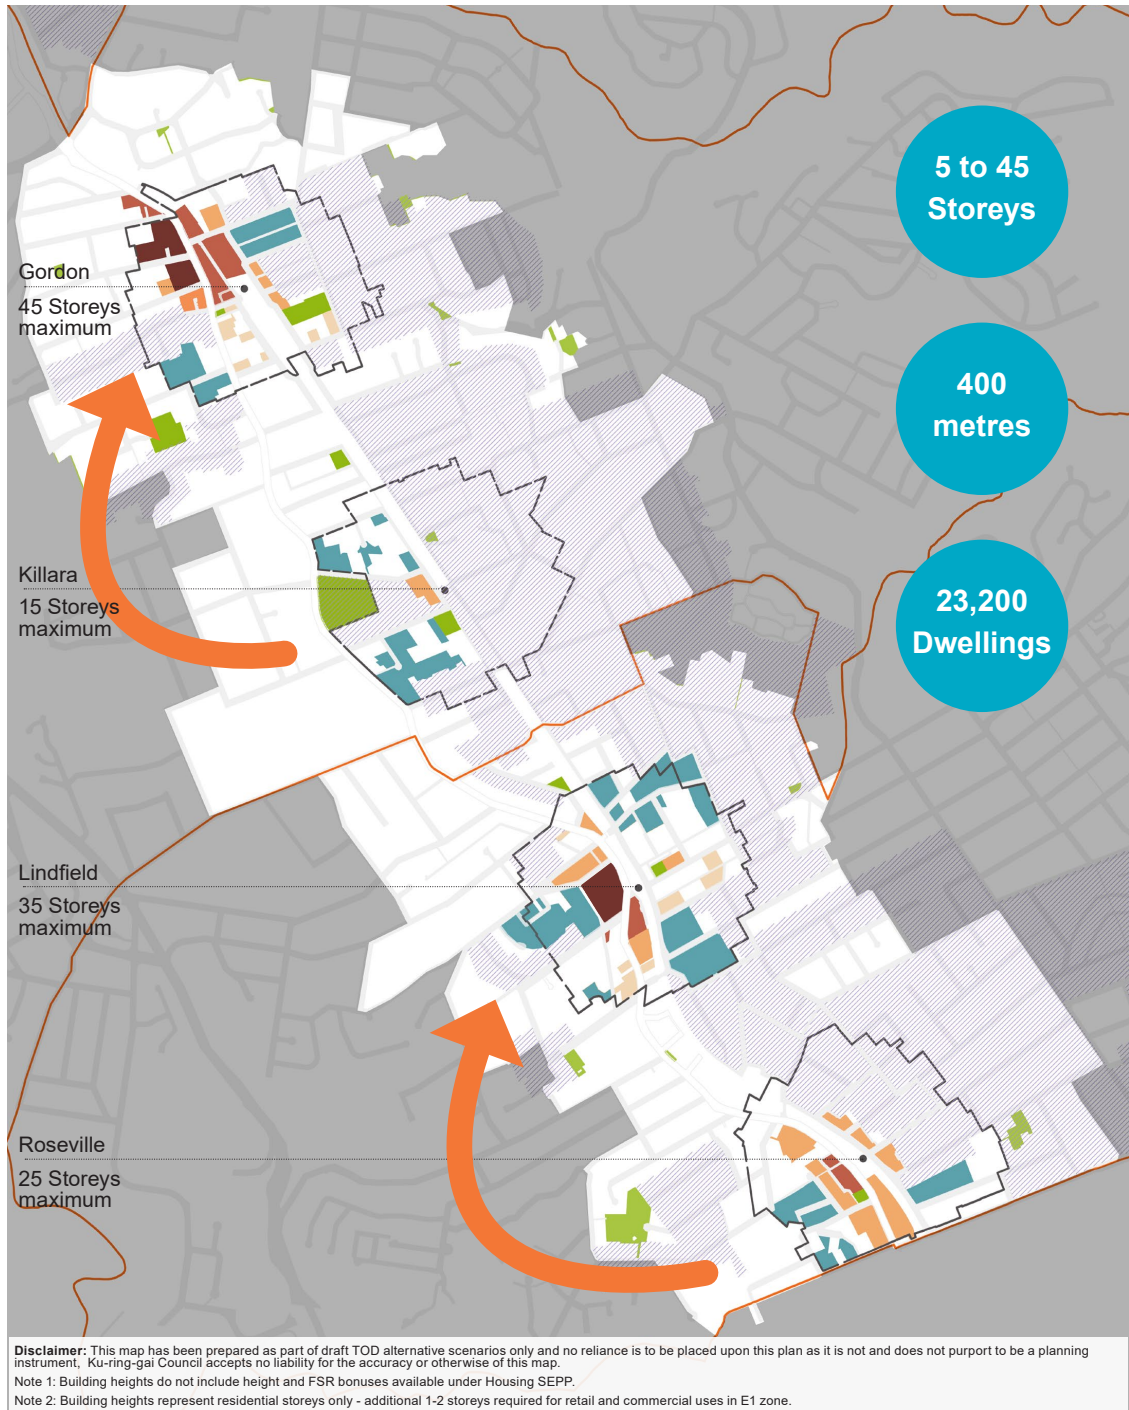 5 to 45
Storeys
Gordon
45 Storeys
maximum
400
metres
Killara
15 Storeys
maximum
23,200
Dwellings
Lindfield
35 Storeys
maximum
Roseville
25 Storeys
maximum
Disclaimer: This map has been prepared as part of draft TOD alternative scenarios only and no reliance is to be placed upon this plan as it is not and does not purport to be a planning
instrument, Ku-ring-gai Council accepts no liability for the accuracy or otherwise of this map.
Note 1: Building heights do not include height and FSR bonuses available under Housing SEPP.
Note 2: Building heights represent residential storeys only - additional 1-2 storeys required for retail and commercial uses in E1 zone.